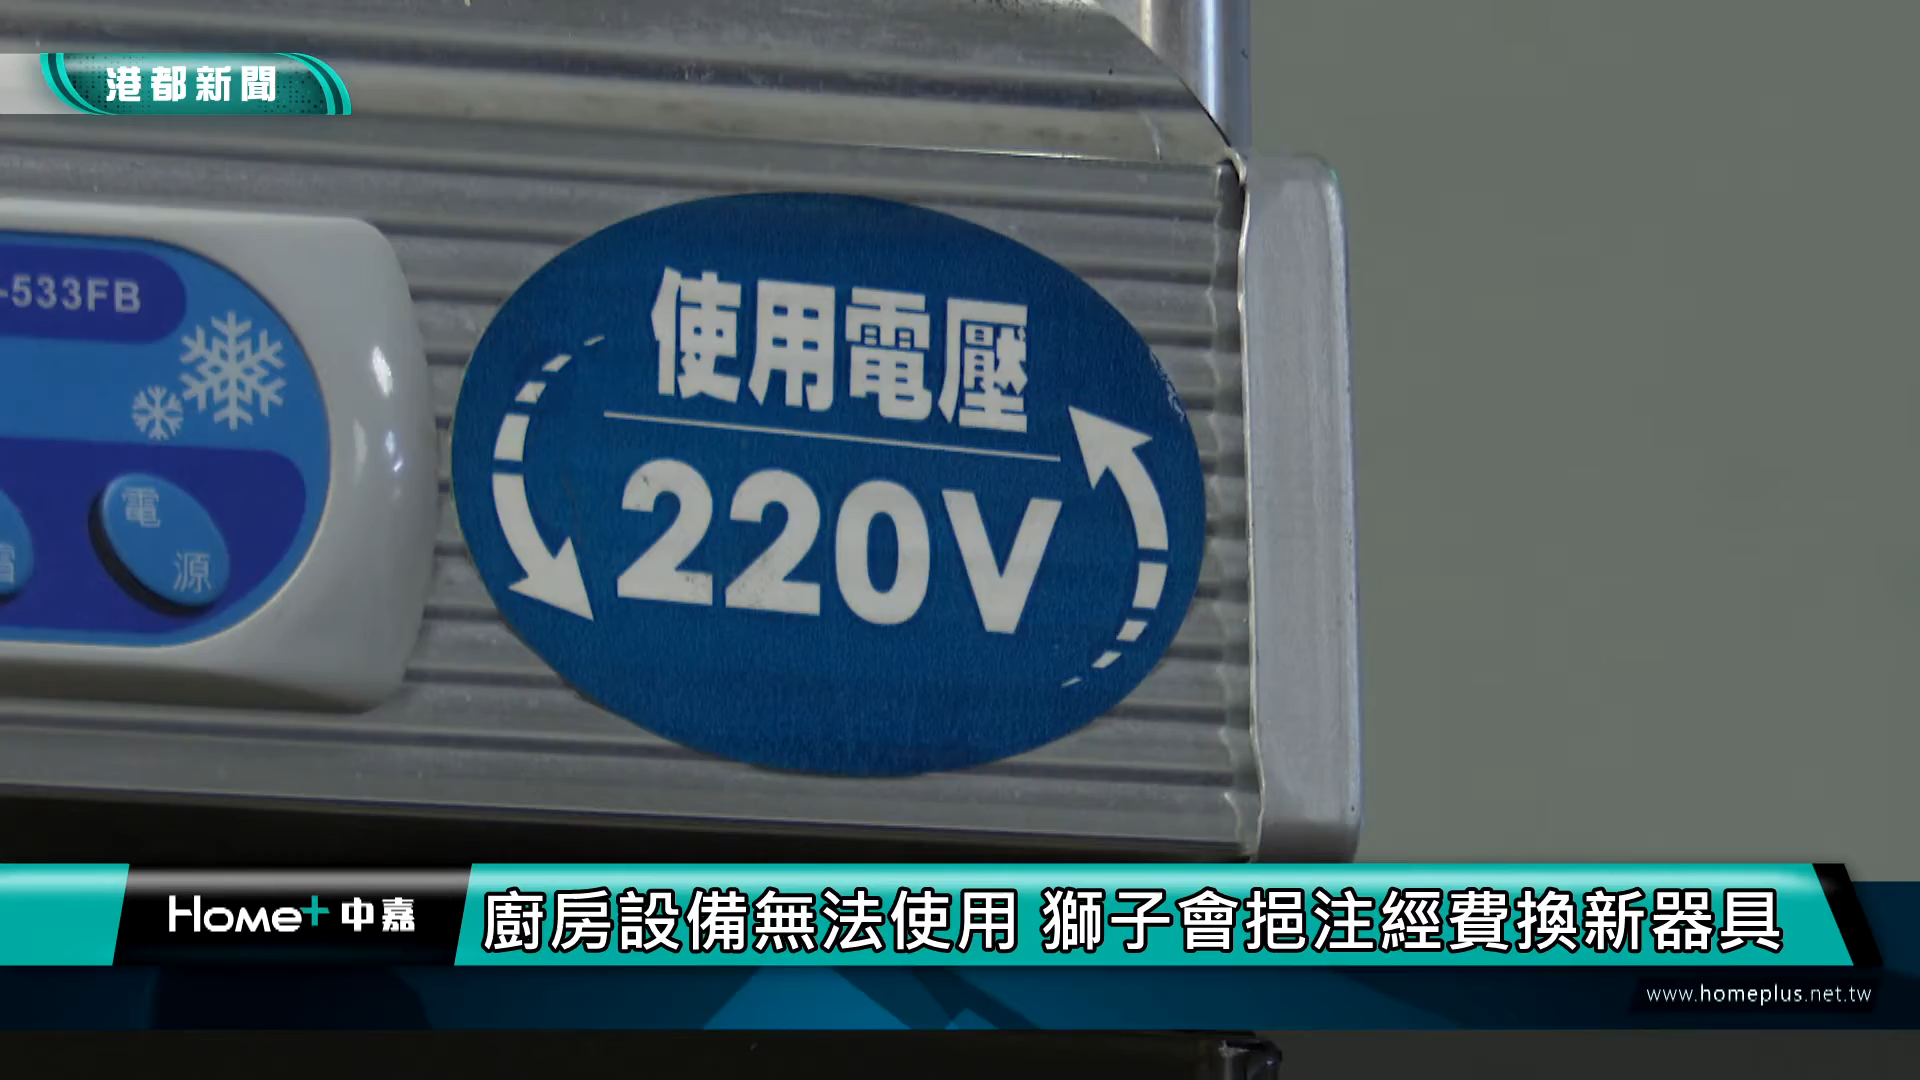 港都新聞
-533FB
使用電壓
220V
電
源
Home+ 中嘉
廚房設備無法使用 獅子會挹注經費換新器具
www.homeplus.net.tw